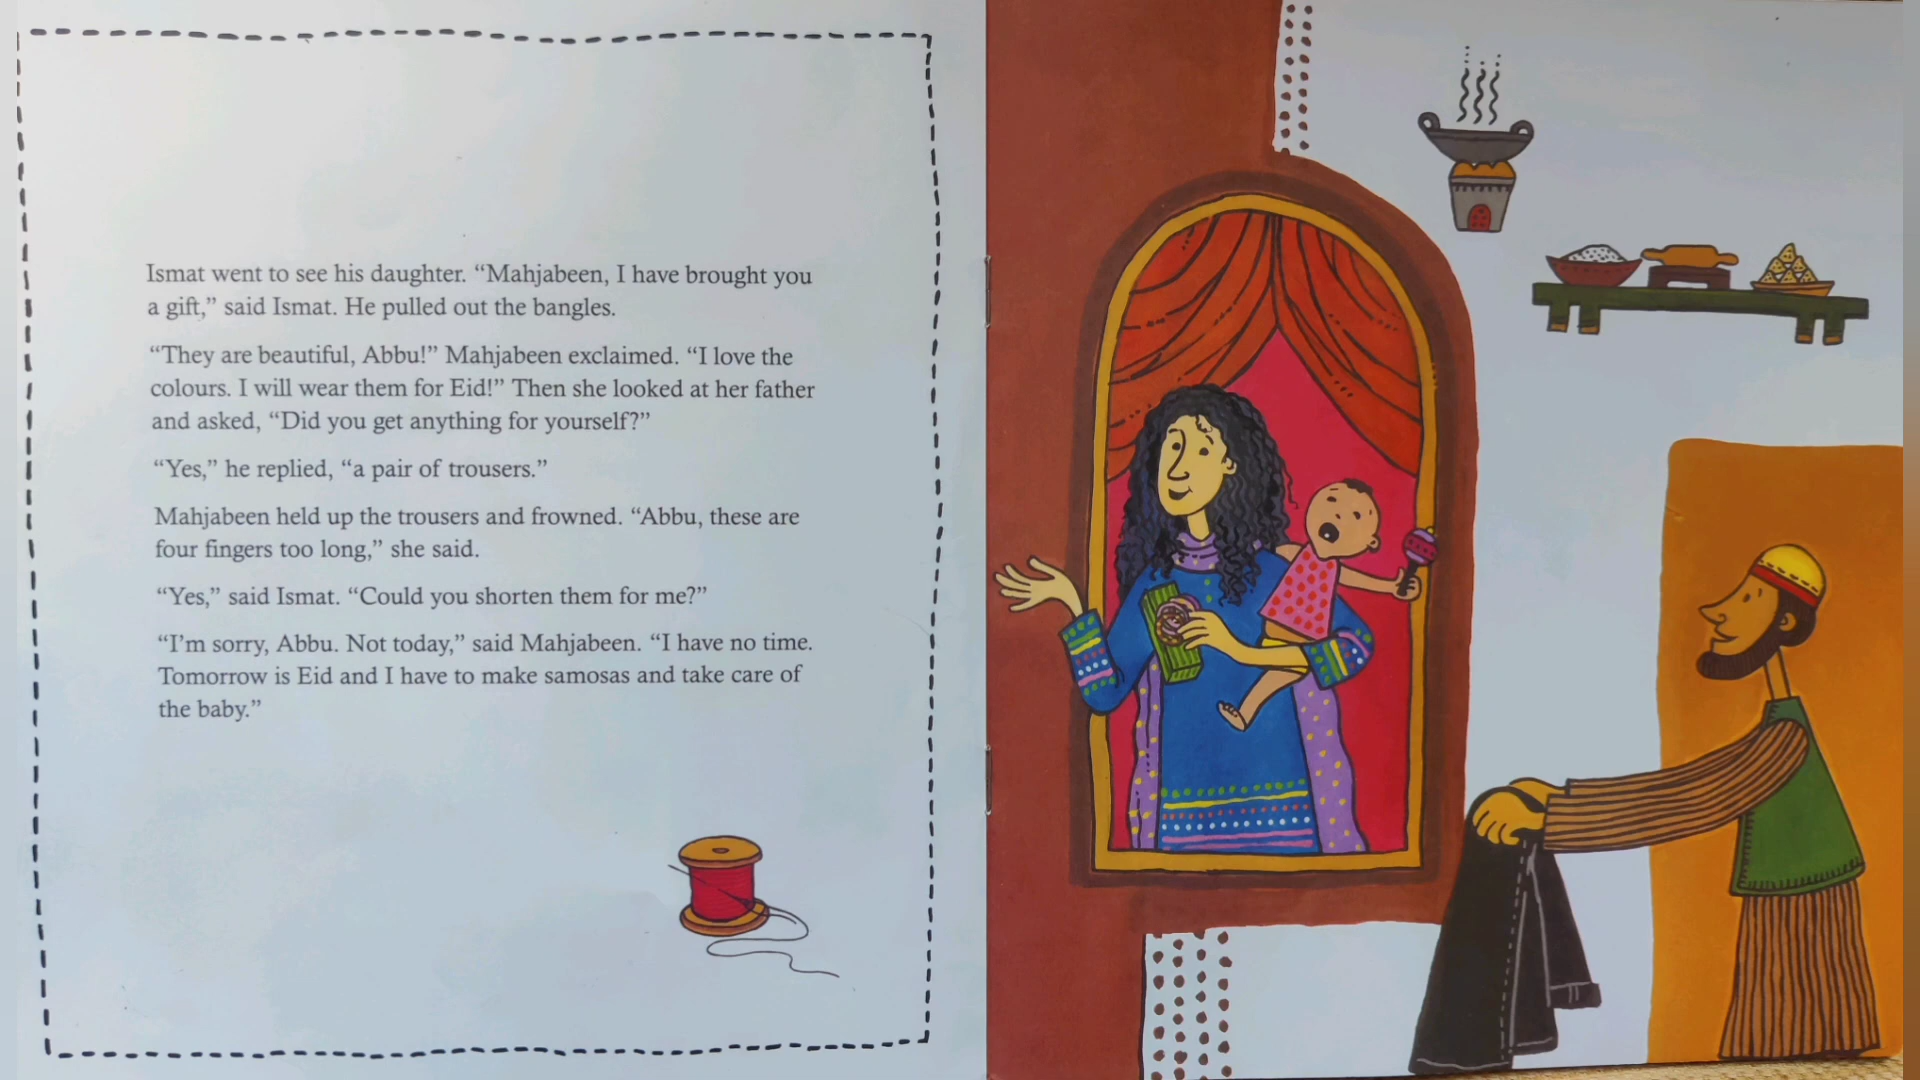 Ismat went to see his daughter. “Mahjabeen, I have brought you
a gift,” said Ismat. He pulled out the bangles.
“They are beautiful, Abbu!” Mahjabeen exclaimed. “I love the
colours. I will wear them for Eid!” Then she looked at her father
and asked, “Did you get anything for yourself?”
“Yes,” he replied, “a pair of trousers.”
Mahjabeen held up the trousers and frowned. “Abbu, these are
four fingers too long,” she said.
“Yes,” said Ismat. “Could you shorten them for me?”
“I’m sorry, Abbu. Not today,” said Mahjabeen. “I have no time.
Tomorrow is Eid and I have to make samosas and take care of
the baby.”